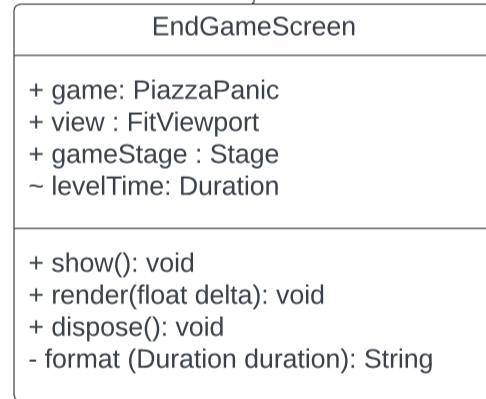 EndGameScreen
+ game: PiazzaPanic
+ view : FitViewport
+ gameStage : Stage
~ levelTime: Duration
+ show(): void
+ render(float delta): void
+ dispose(): void
- format (Duration duration): String